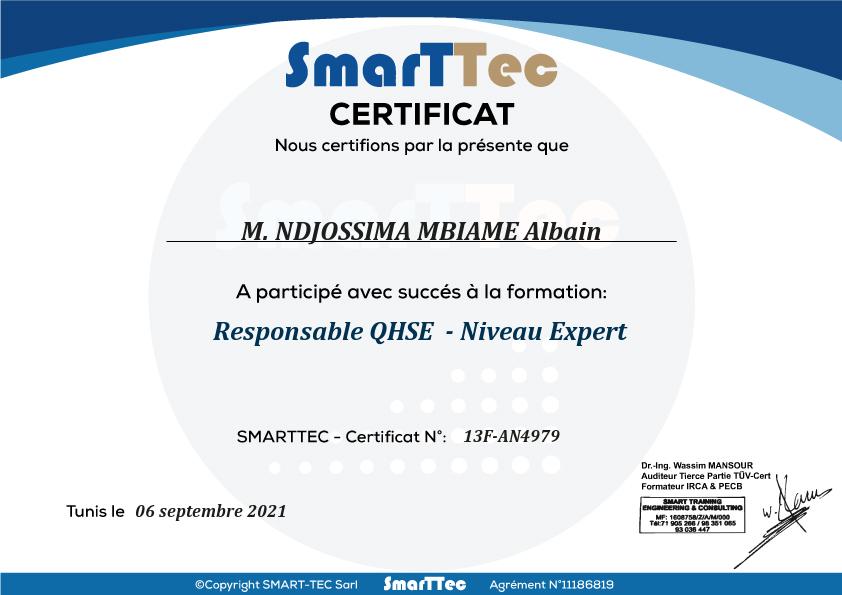 SmarTTec
CERTIFICAT
Nous certifions par la présente que
SmarTTec
M. NDJOSSIMA MBIAME Albain
A participé avec succés à la formation:
Responsable QHSE - Niveau Expert
SMARTTEC - Certificat N°: 13F-AN4979
Dr.-Ing. Wassim MANSOUR
Auditeur Tierce Partie TÜV-Cert
Formateur IRCA & PECB
SMART TRAINING
ENGINEERING & CONSULTING
MF: 1608758/Z/A/M/000
Tél:71 905 266 / 98 351 065
93 036 447
Tunis le 06 septembre 2021
©Copyright SMART-TEC Sarl SmarTTec Agrément N°11186819